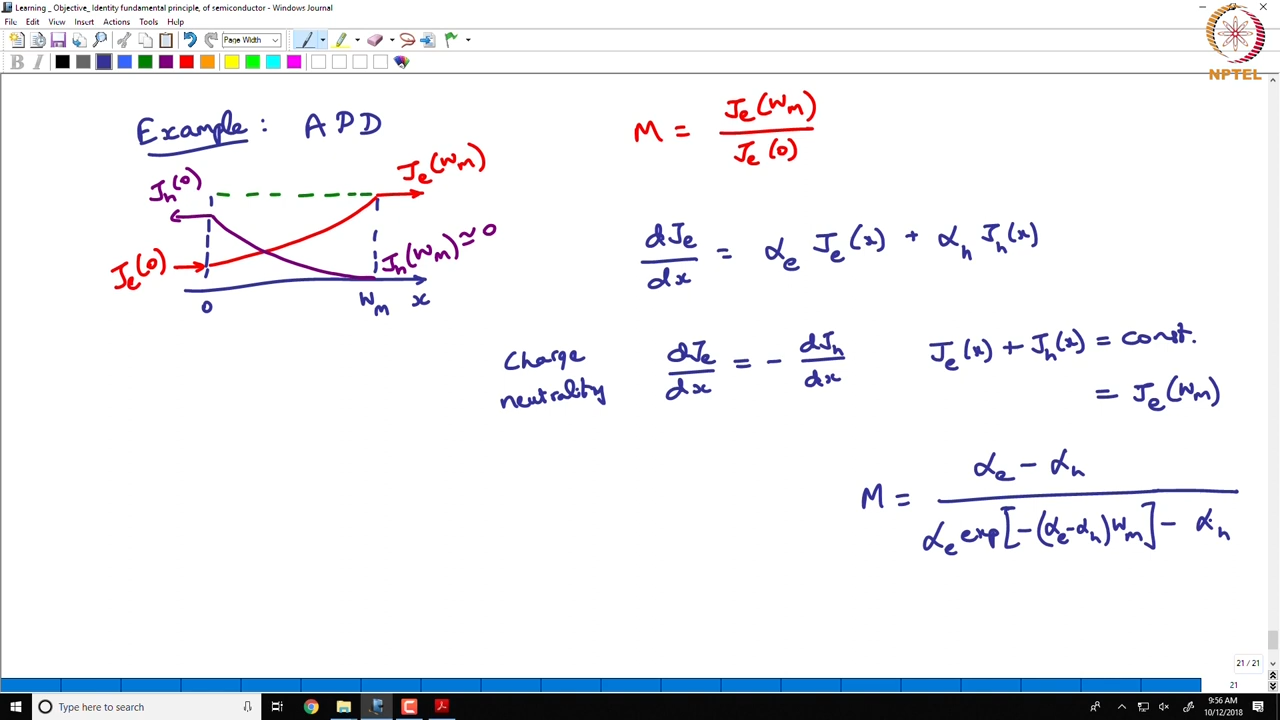 Learning _ Objective_ Identity fundamental principle, of semiconductor - Windows Journal
File Edit View Insert Actions Tools Help
Page Width
B I
NPTEL
Example: APD
M = Je(Wm) / Je(0)
Jh(0)
Je(Wm)
Je(0)
Jh(Wm) ≈ 0
0 Wm x
dJe/dx = αe Je(x) + αh Jh(x)
Charge neutrality dJe/dx = - dJh/dx Je(x) + Jh(x) = const.
= Je(Wm)
M = (αe - αh) / (αe exp[-(αe-αh)Wm] - αh)
21 / 21
21
Type here to search
9:56 AM
10/12/2018